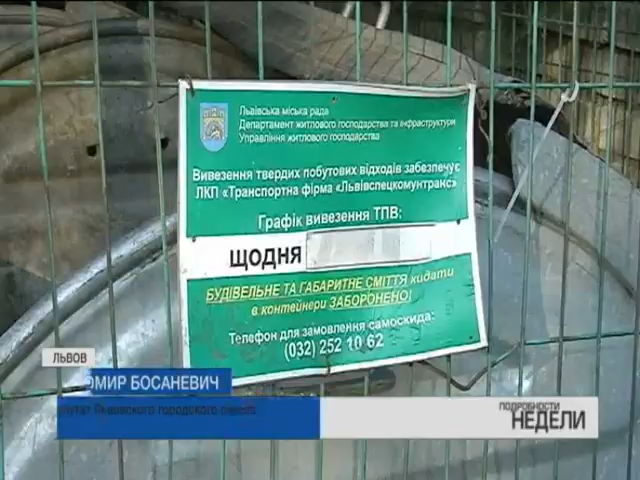 Львівська міська рада
Департамент житлового господарства та інфраструктури
Управління житлового господарства
Вивезення твердих побутових відходів забезпечує
ЛКП «Транспортна фірма «Львівспецкомунтранс»
Графік вивезення ТПВ:
ЩОДНЯ
БУДІВЕЛЬНЕ ТА ГАБАРИТНЕ СМІТТЯ кидати
в контейнери ЗАБОРОНЕНО!
Телефон для замовлення самоскида:
(032) 252 10 62
ЛЬВОВ
ОМИР БОСАНЕВИЧ
путат Львовского городского совета
ПОДРОБНОСТИ
НЕДЕЛИ